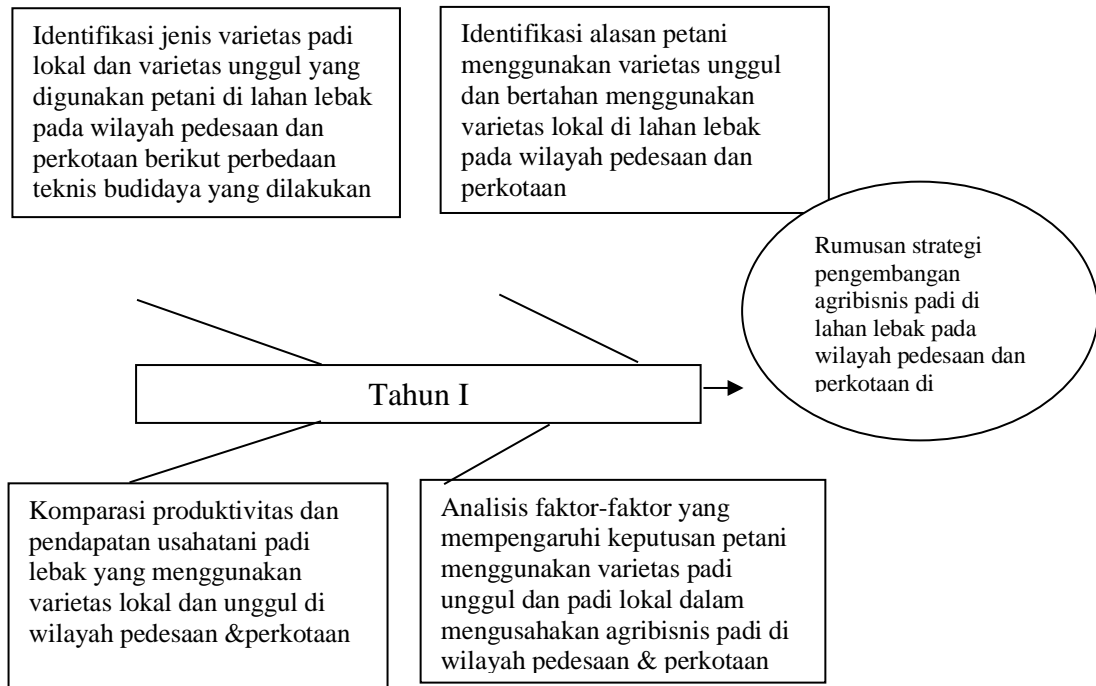 Identifikasi jenis varietas padi
lokal dan varietas unggul yang
digunakan petani di lahan lebak
pada wilayah pedesaan dan
perkotaan berikut perbedaan
teknis budidaya yang dilakukan
Identifikasi alasan petani
menggunakan varietas unggul
dan bertahan menggunakan
varietas lokal di lahan lebak
pada wilayah pedesaan dan
perkotaan
Rumusan strategi
pengembangan
agribisnis padi di
lahan lebak pada
wilayah pedesaan dan
perkotaan di
Tahun I
Komparasi produktivitas dan
pendapatan usahatani padi
lebak yang menggunakan
varietas lokal dan unggul di
wilayah pedesaan &perkotaan
Analisis faktor-faktor yang
mempengaruhi keputusan petani
menggunakan varietas padi
unggul dan padi lokal dalam
mengusahakan agribisnis padi di
wilayah pedesaan & perkotaan